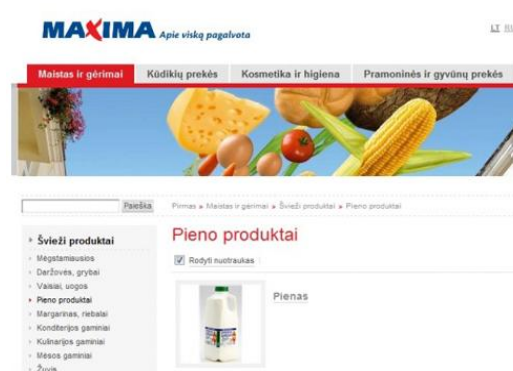 MAXIMA Apie viską pagalvota
LT
Maistas ir gėrimai Kūdikių prekės Kosmetika ir higiena Pramoninės ir gyvūnų prekės
Paieška
Pirmas » Maistas ir gėrimai » Švieži produktai » Pieno produktai
Švieži produktai
Mėgstamiausios
Daržovės, grybai
Vaisiai, uogos
Pieno produktai
Margarinas, riebalai
Konditerijos gaminiai
Kulinarijos gaminiai
Mėsos gaminiai
Žuvis
Pieno produktai
Rodyti nuotraukas
Pienas